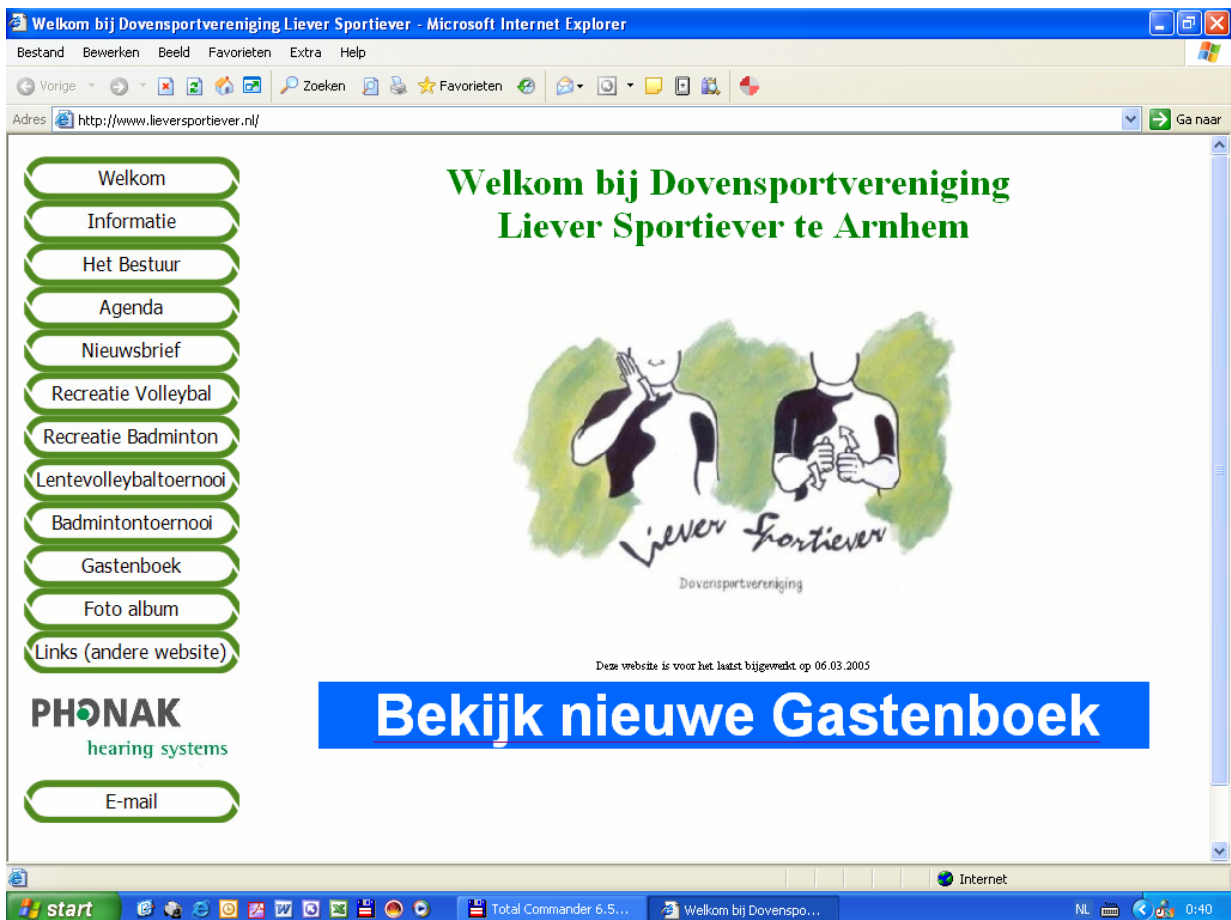 Welkom bij Dovensportvereniging Liever Sportiever - Microsoft Internet Explorer
Bestand Bewerken Beeld Favorieten Extra Help
Vorige Zoeken Favorieten
Adres http://www.lieversportiever.nl/ Ga naar
Welkom
Informatie
Het Bestuur
Agenda
Nieuwsbrief
Recreatie Volleybal
Recreatie Badminton
Lentevolleybaltoernooi
Badmintontoernooi
Gastenboek
Foto album
Links (andere website)
PHONAK
hearing systems
E-mail
Welkom bij Dovensportvereniging
Liever Sportiever te Arnhem
Liever Sportiever
Dovensportvereniging
Deze website is voor het laatst bijgewerkt op 06.03.2005
Bekijk nieuwe Gastenboek
Internet
start Total Commander 6.5... Welkom bij Dovenspo... NL 0:40